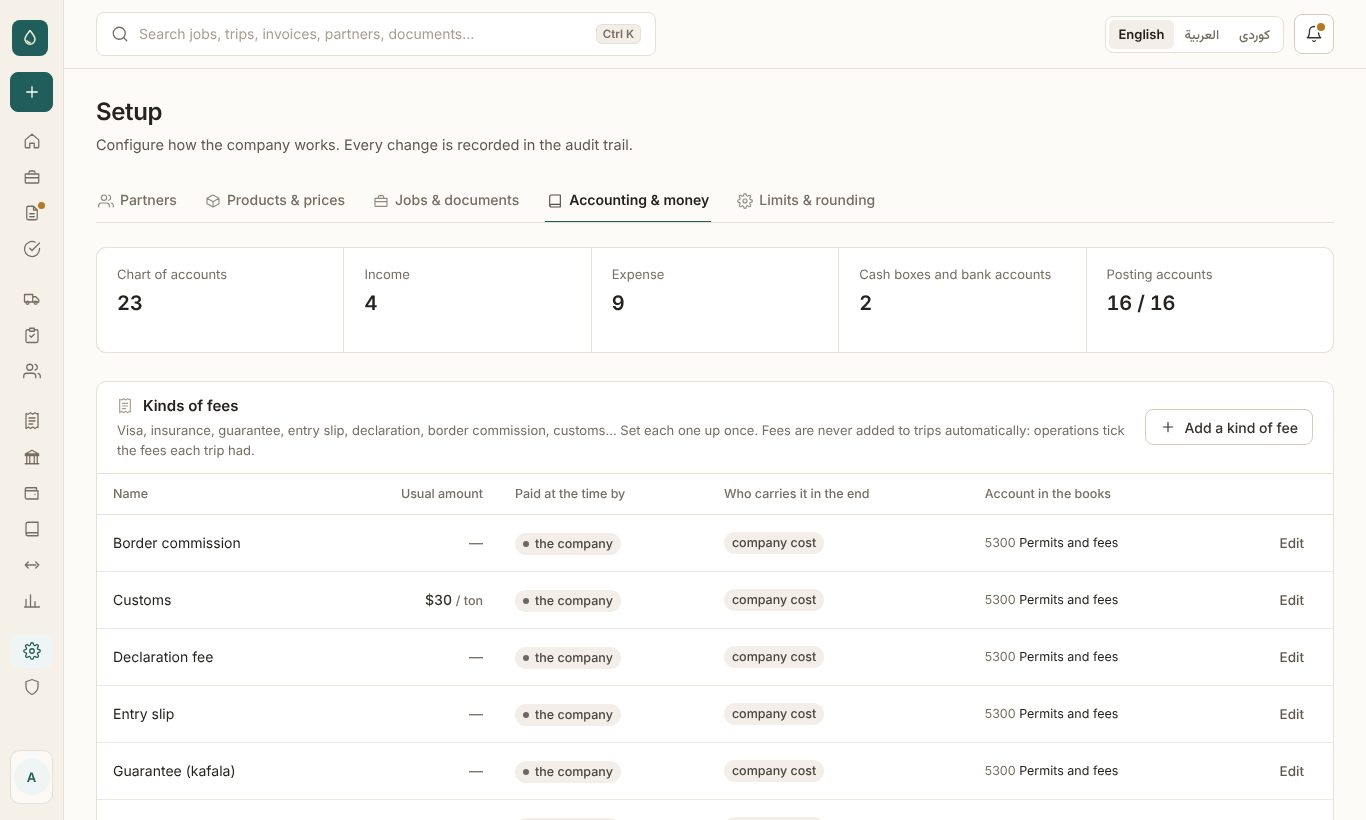 Search jobs, trips, invoices, partners, documents...
Ctrl K
English
العربية
كوردی
Setup
Configure how the company works. Every change is recorded in the audit trail.
Partners
Products & prices
Jobs & documents
Accounting & money
Limits & rounding
Chart of accounts
23
Income
4
Expense
9
Cash boxes and bank accounts
2
Posting accounts
16 / 16
Kinds of fees
Visa, insurance, guarantee, entry slip, declaration, border commission, customs... Set each one up once. Fees are never added to trips automatically: operations tick
the fees each trip had.
Add a kind of fee
Name Usual amount Paid at the time by Who carries it in the end Account in the books
Border commission — the company company cost 5300 Permits and fees Edit
Customs $30 / ton the company company cost 5300 Permits and fees Edit
Declaration fee — the company company cost 5300 Permits and fees Edit
Entry slip — the company company cost 5300 Permits and fees Edit
Guarantee (kafala) — the company company cost 5300 Permits and fees Edit
A